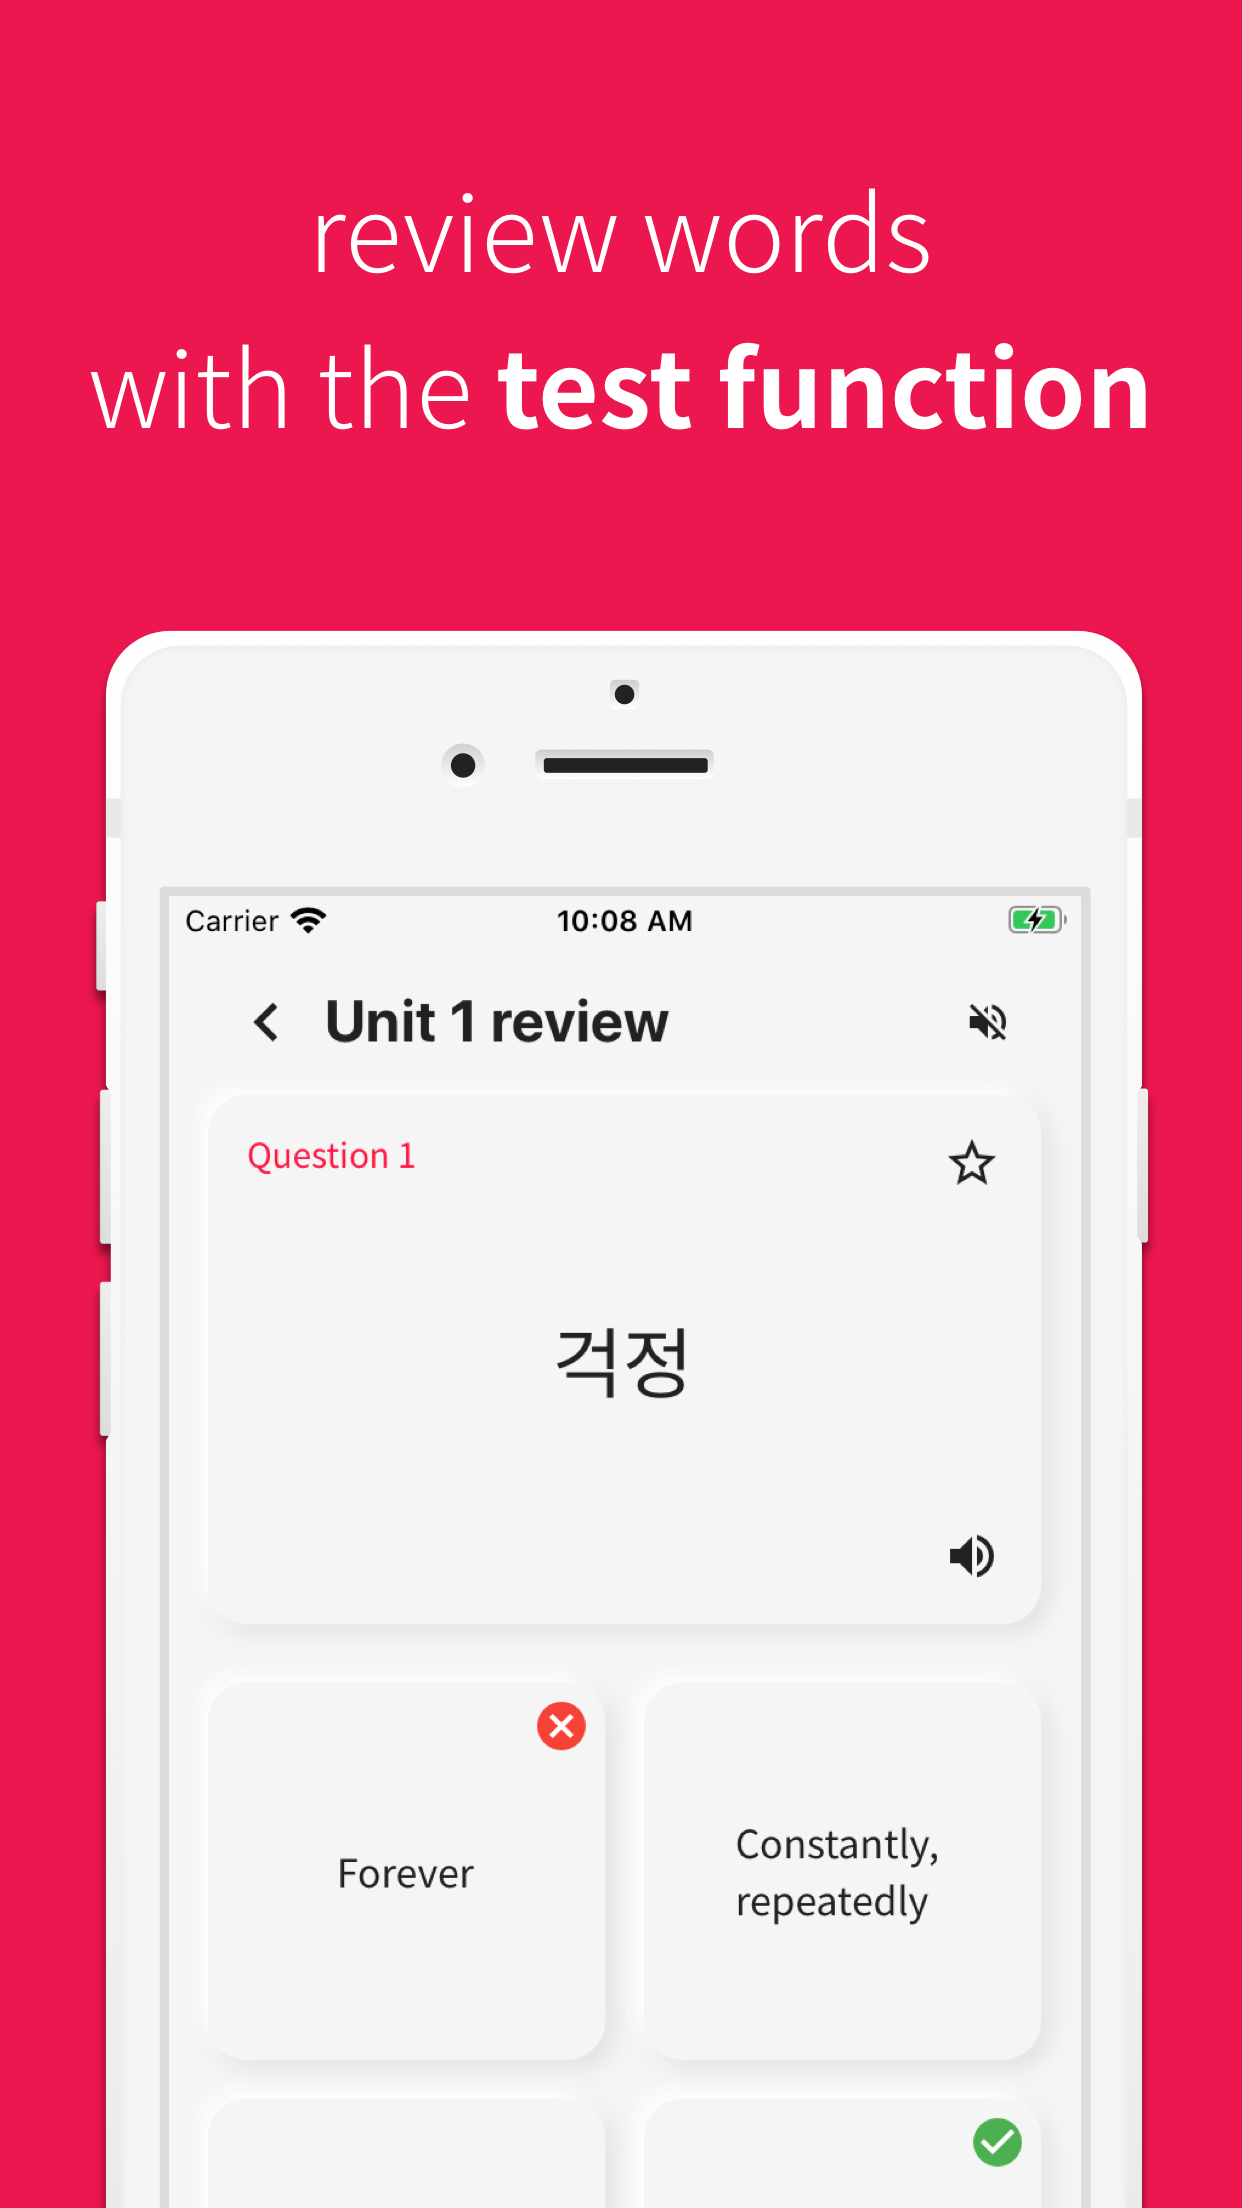 review words
with the test function
Carrier
10:08 AM
Unit 1 review
Question 1
걱정
Forever
Constantly,
repeatedly